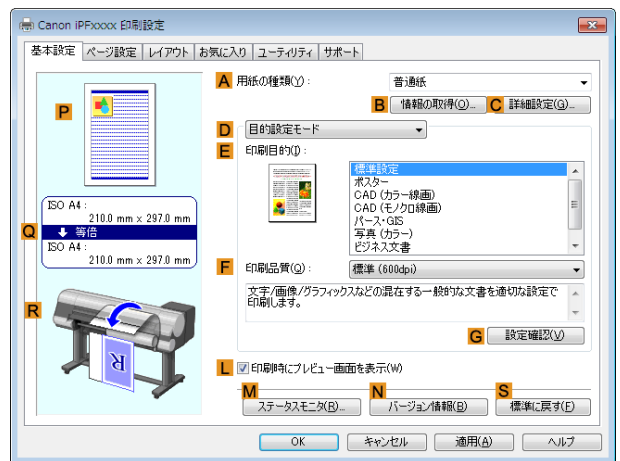 Canon iPFxxxx 印刷設定
基本設定 ページ設定 レイアウト お気に入り ユーティリティ サポート
P
ISO A4 :
210.0 mm × 297.0 mm
Q 等倍
ISO A4 :
210.0 mm × 297.0 mm
R
R
A 用紙の種類(Y) : 普通紙
B 情報の取得(O)... C 詳細設定(G)...
D 目的設定モード
E 印刷目的(I) :
標準設定
ポスター
CAD (カラー線画)
CAD (モノクロ線画)
パース・GIS
写真 (カラー)
ビジネス文書
F 印刷品質(Q) : 標準 (600dpi)
文字/画像/グラフィックスなどの混在する一般的な文書を適切な設定で
印刷します。
G 設定確認(V)
L 印刷時にプレビュー画面を表示(W)
M N S
ステータスモニタ(R)... バージョン情報(B) 標準に戻す(F)
OK キャンセル 適用(A) ヘルプ